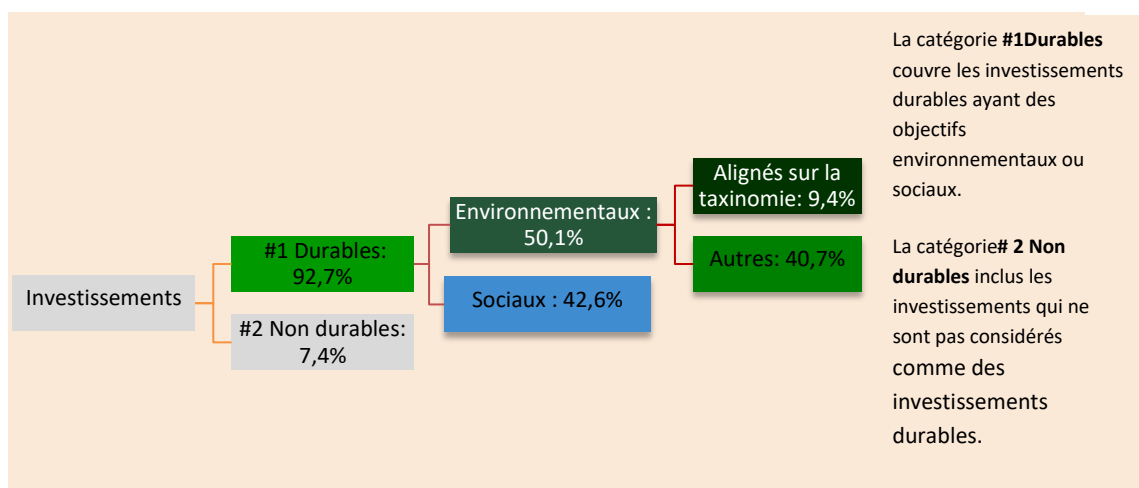 Investissements
#1 Durables:
92,7%
#2 Non durables:
7,4%
Environnementaux :
50,1%
Sociaux : 42,6%
Alignés sur la
taxinomie: 9,4%
Autres: 40,7%
La catégorie #1Durables
couvre les investissements
durables ayant des
objectifs
environnementaux ou
sociaux.
La catégorie# 2 Non
durables inclus les
investissements qui ne
sont pas considérés
comme des
investissements
durables.